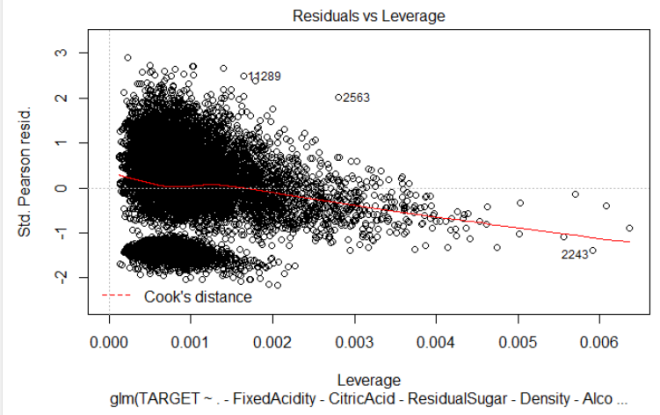 Residuals vs Leverage
Std. Pearson resid.
3
2
1
0
-1
-2
11289
2563
2243
Cook's distance
0.000 0.001 0.002 0.003 0.004 0.005 0.006
Leverage
glm(TARGET ~ . - FixedAcidity - CitricAcid - ResidualSugar - Density - Alco ...